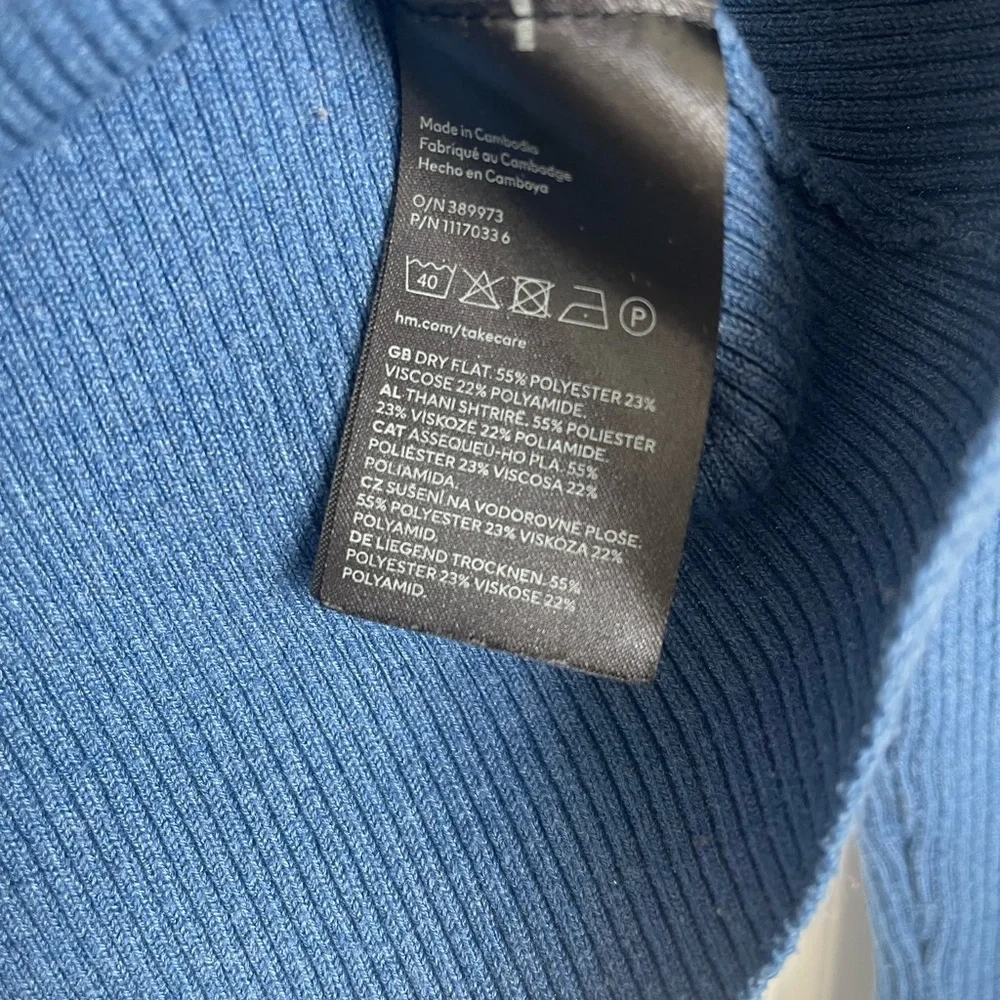 Made in Cambodia
Fabriqué au Cambodge
Hecho en Camboya
O/N 389973
P/N 1117033 6
40
P
hm.com/takecare
GB DRY FLAT. 55% POLYESTER 23%
VISCOSE 22% POLYAMIDE.
AL THANI SHTRIRË. 55% POLIESTËR
23% VISKOZË 22% POLIAMIDE.
CAT ASSEQUEU-HO PLA. 55%
POLIÈSTER 23% VISCOSA 22%
POLIAMIDA.
CZ SUŠENÍ NA VODOROVNÉ PLOŠE.
55% POLYESTER 23% VISKÓZA 22%
POLYAMID.
DE LIEGEND TROCKNEN. 55%
POLYESTER 23% VISKOSE 22%
POLYAMID.